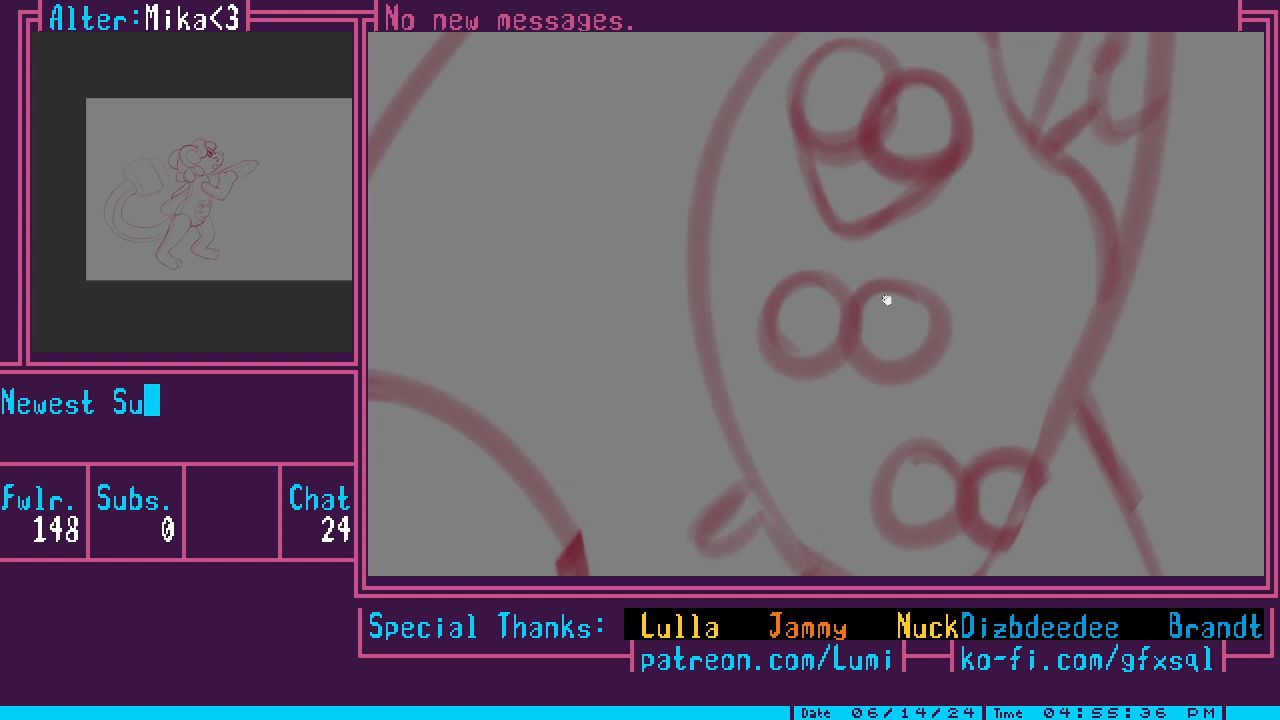 Alter:Mika<3
No new messages.
Newest Su
Fwlr.
148
Subs.
0
Chat
24
Special Thanks: Lulla Jammy NuckDizbdeedee Brandt
patreon.com/Lumi
ko-fi.com/gfxsql
Date 06/14/24 Time 04:55:36 PM